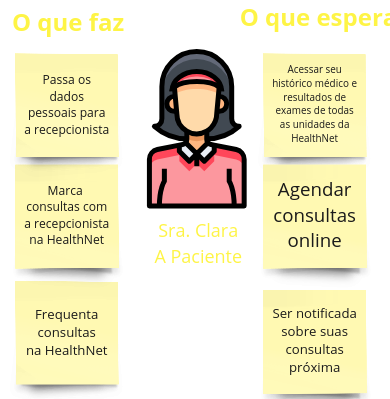 O que faz
O que espera
Passa os
dados
pessoais para
a recepcionista
Marca
consultas com
a recepcionista
na HealthNet
Frequenta
consultas
na HealthNet
Sra. Clara
A Paciente
Acessar seu
histórico médico e
resultados de
exames de todas
as unidades da
HealthNet
Agendar
consultas
online
Ser notificada
sobre suas
consultas
próxima